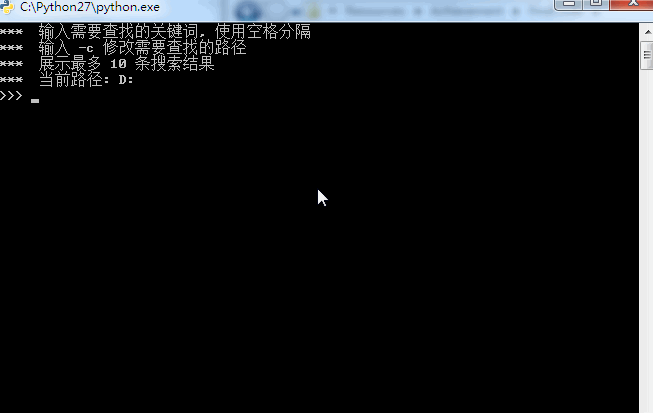 C:\Python27\python.exe
*** 输入需要查找的关键词, 使用空格分隔
*** 输入 -c 修改需要查找的路径
*** 展示最多 10 条搜索结果
*** 当前路径: D:
>>>